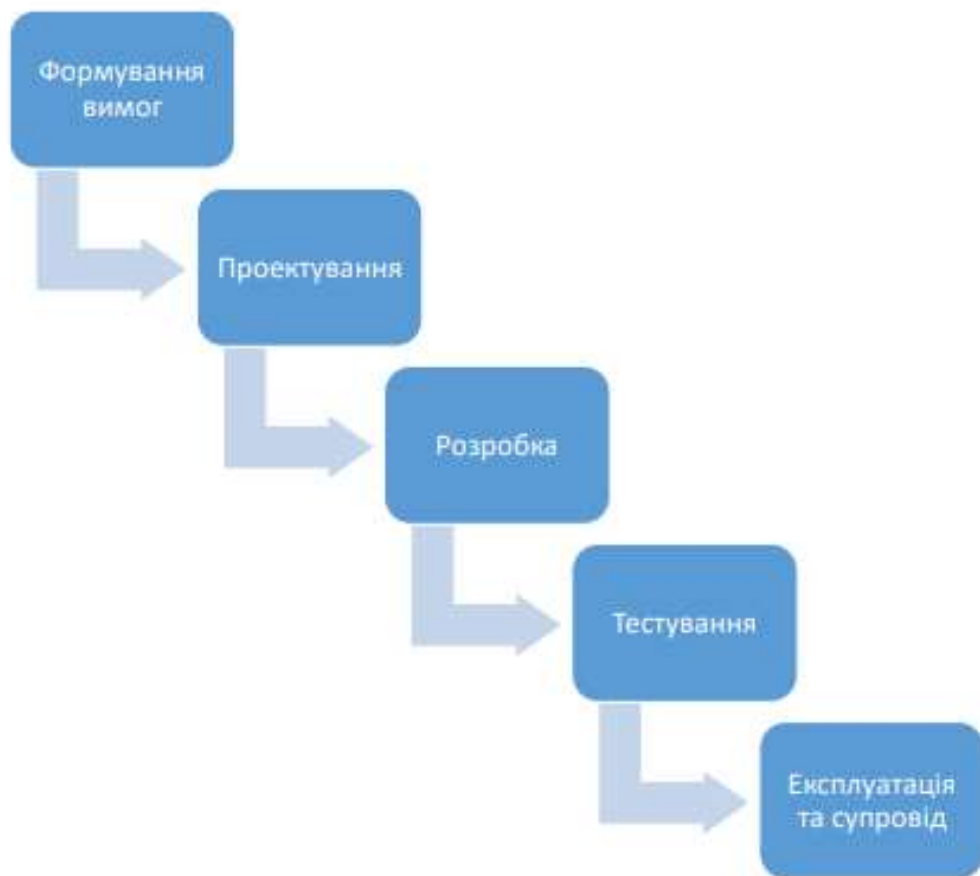 Формування
вимог
Проектування
Розробка
Тестування
Експлуатація
та супровід